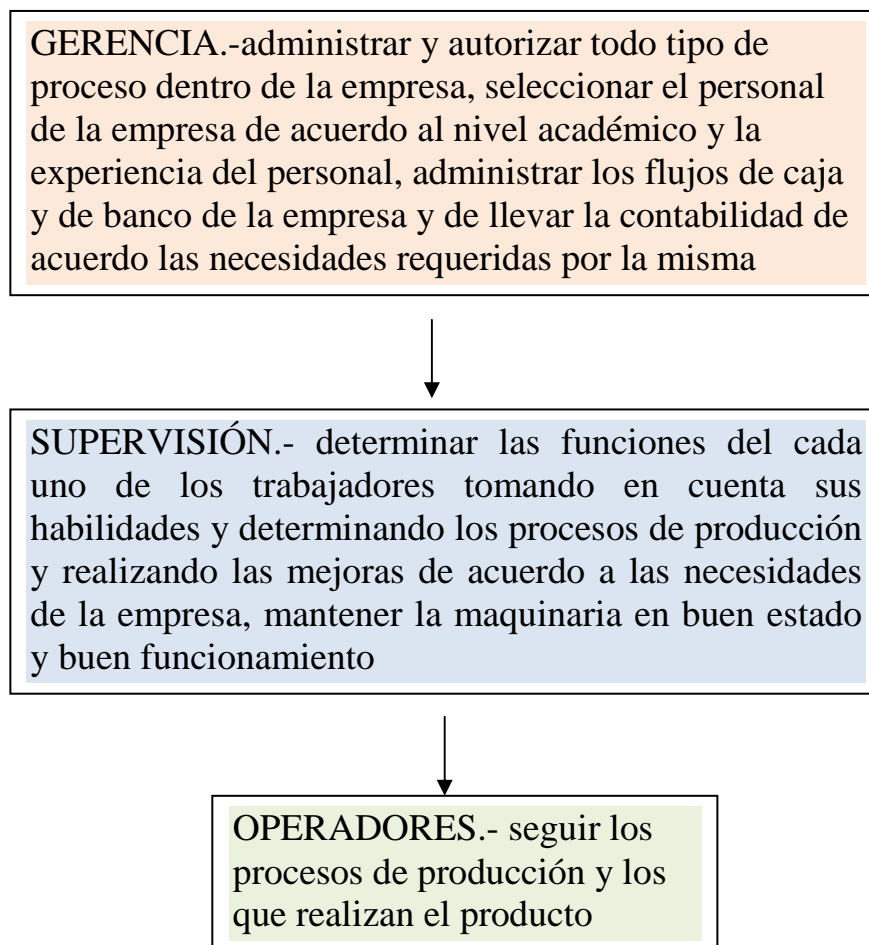 GERENCIA.-administrar y autorizar todo tipo de
proceso dentro de la empresa, seleccionar el personal
de la empresa de acuerdo al nivel académico y la
experiencia del personal, administrar los flujos de caja
y de banco de la empresa y de llevar la contabilidad de
acuerdo las necesidades requeridas por la misma
SUPERVISIÓN.- determinar las funciones del cada
uno de los trabajadores tomando en cuenta sus
habilidades y determinando los procesos de producción
y realizando las mejoras de acuerdo a las necesidades
de la empresa, mantener la maquinaria en buen estado
y buen funcionamiento
OPERADORES.- seguir los
procesos de producción y los
que realizan el producto